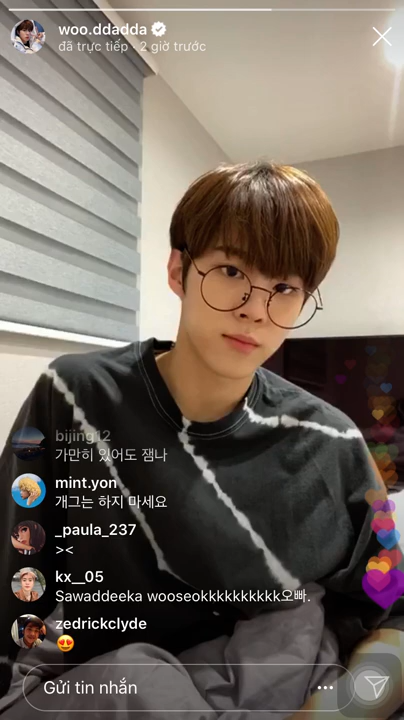 woo.ddadda
đã trực tiếp · 2 giờ trước
bijing12
가만히 있어도 잼나
mint.yon
개그는 하지 마세요
_paula_237
><
kx__05
Sawaddeeka wooseokkkkkkkkkk오빠.
zedrickclyde
😍
Gửi tin nhắn